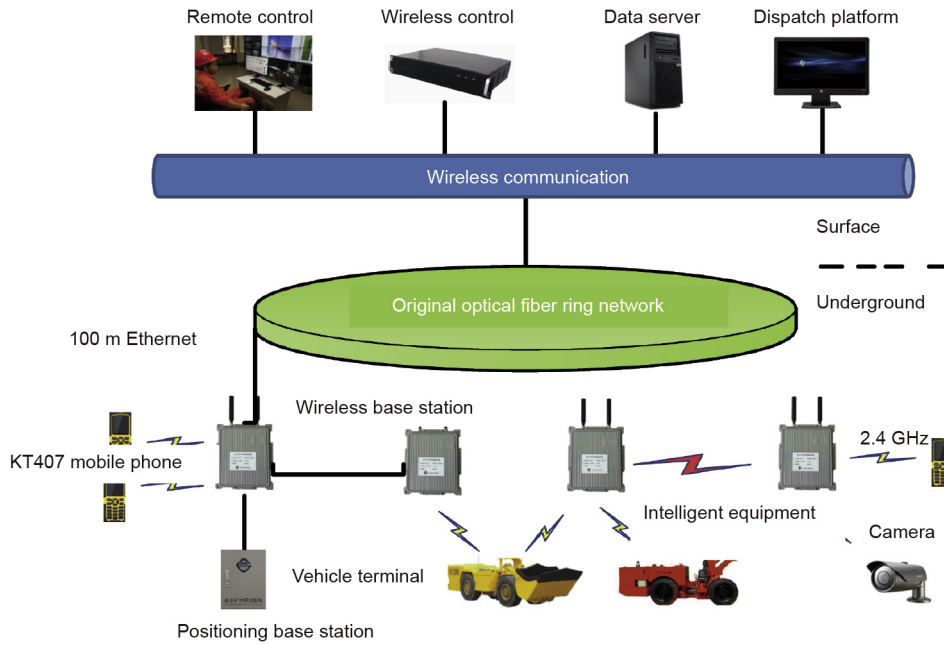 Remote control
Wireless control
Data server
Dispatch platform
Wireless communication
Surface
Original optical fiber ring network
Underground
100 m Ethernet
Wireless base station
2.4 GHz
KT407 mobile phone
Intelligent equipment
Camera
Vehicle terminal
Positioning base station